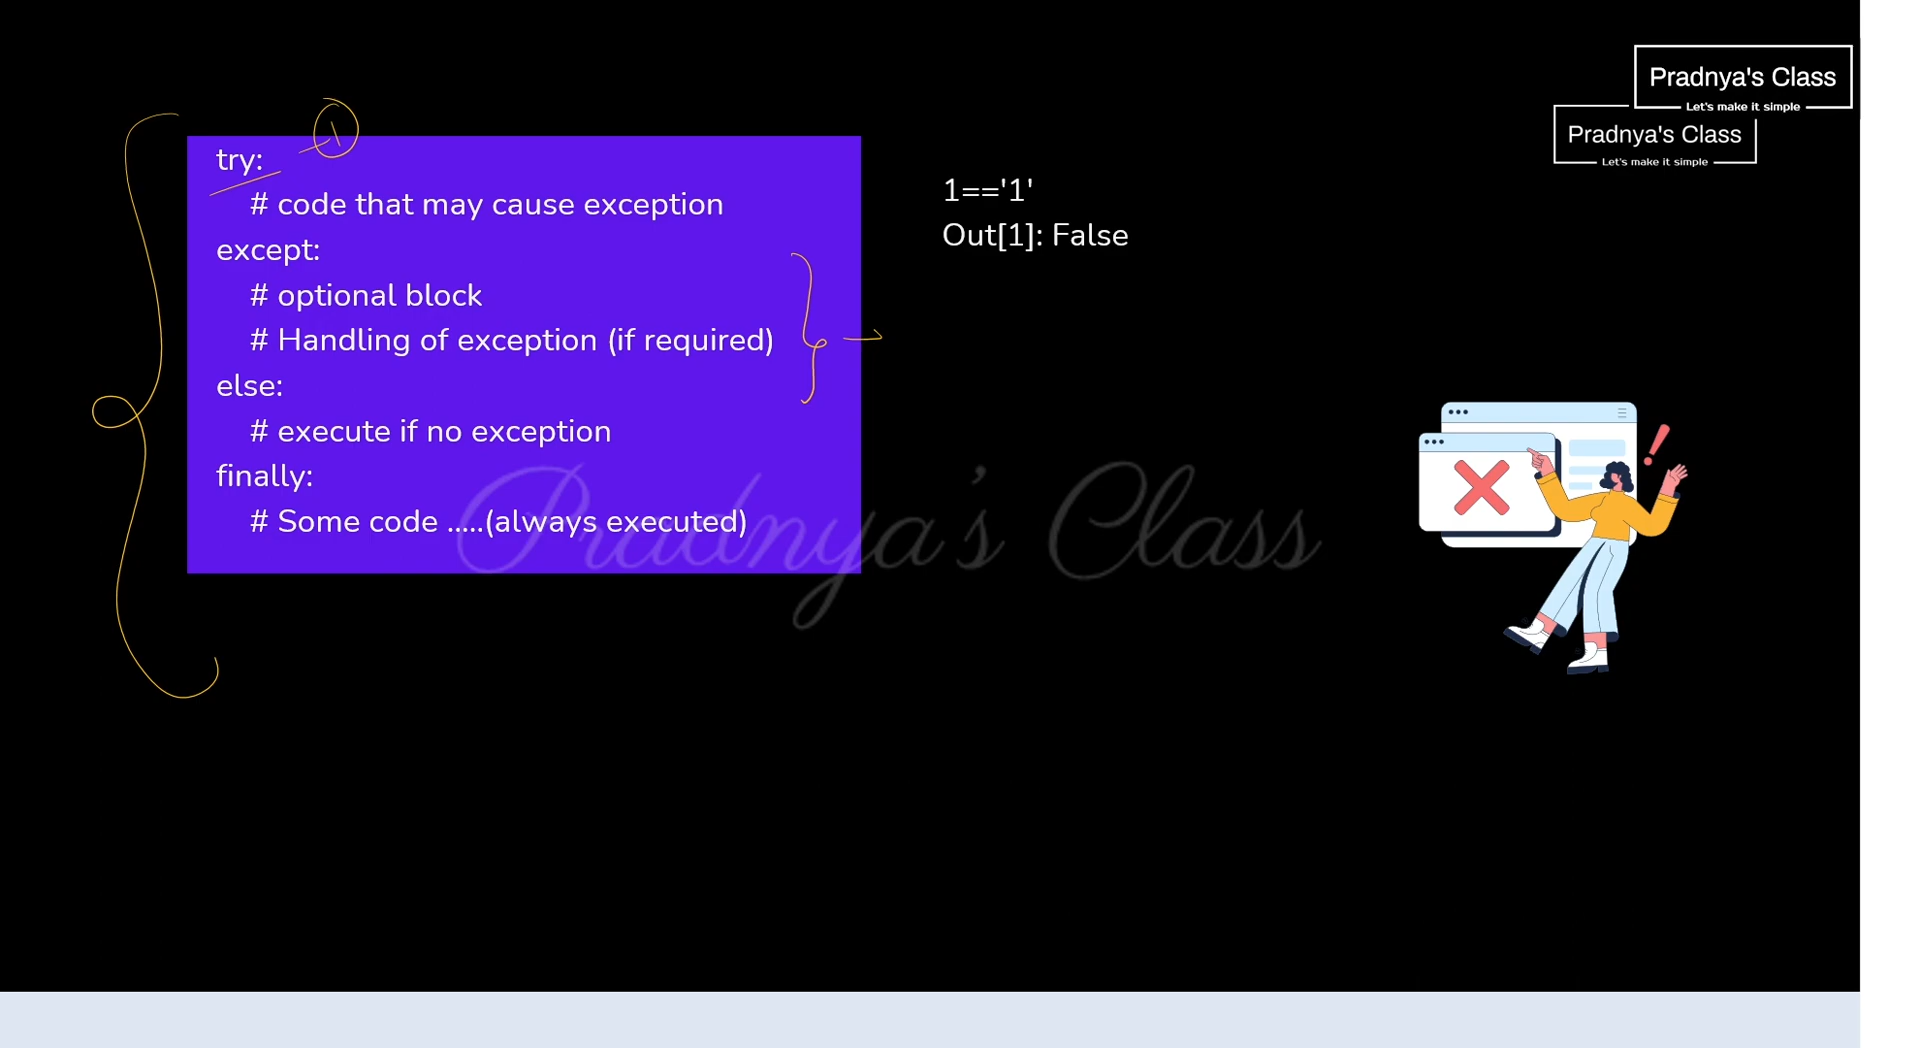 Pradnya's Class
Let's make it simple
Pradnya's Class
Let's make it simple
1
try:
# code that may cause exception
except:
# optional block
# Handling of exception (if required)
else:
# execute if no exception
finally:
# Some code .....(always executed)
1=='1'
Out[1]: False
Pradnya's Class